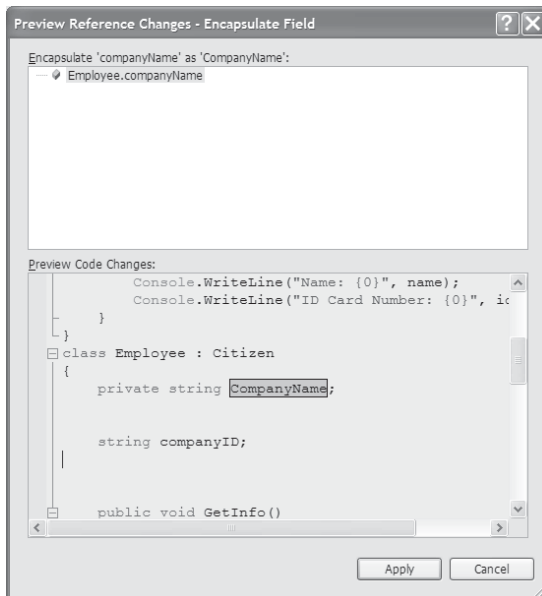 Preview Reference Changes - Encapsulate Field
Encapsulate 'companyName' as 'CompanyName':
Employee.companyName
Preview Code Changes:
Console.WriteLine("Name: {0}", name);
Console.WriteLine("ID Card Number: {0}", ic
}
}
class Employee : Citizen
{
private string CompanyName;
string companyID;
public void GetInfo()
Apply Cancel